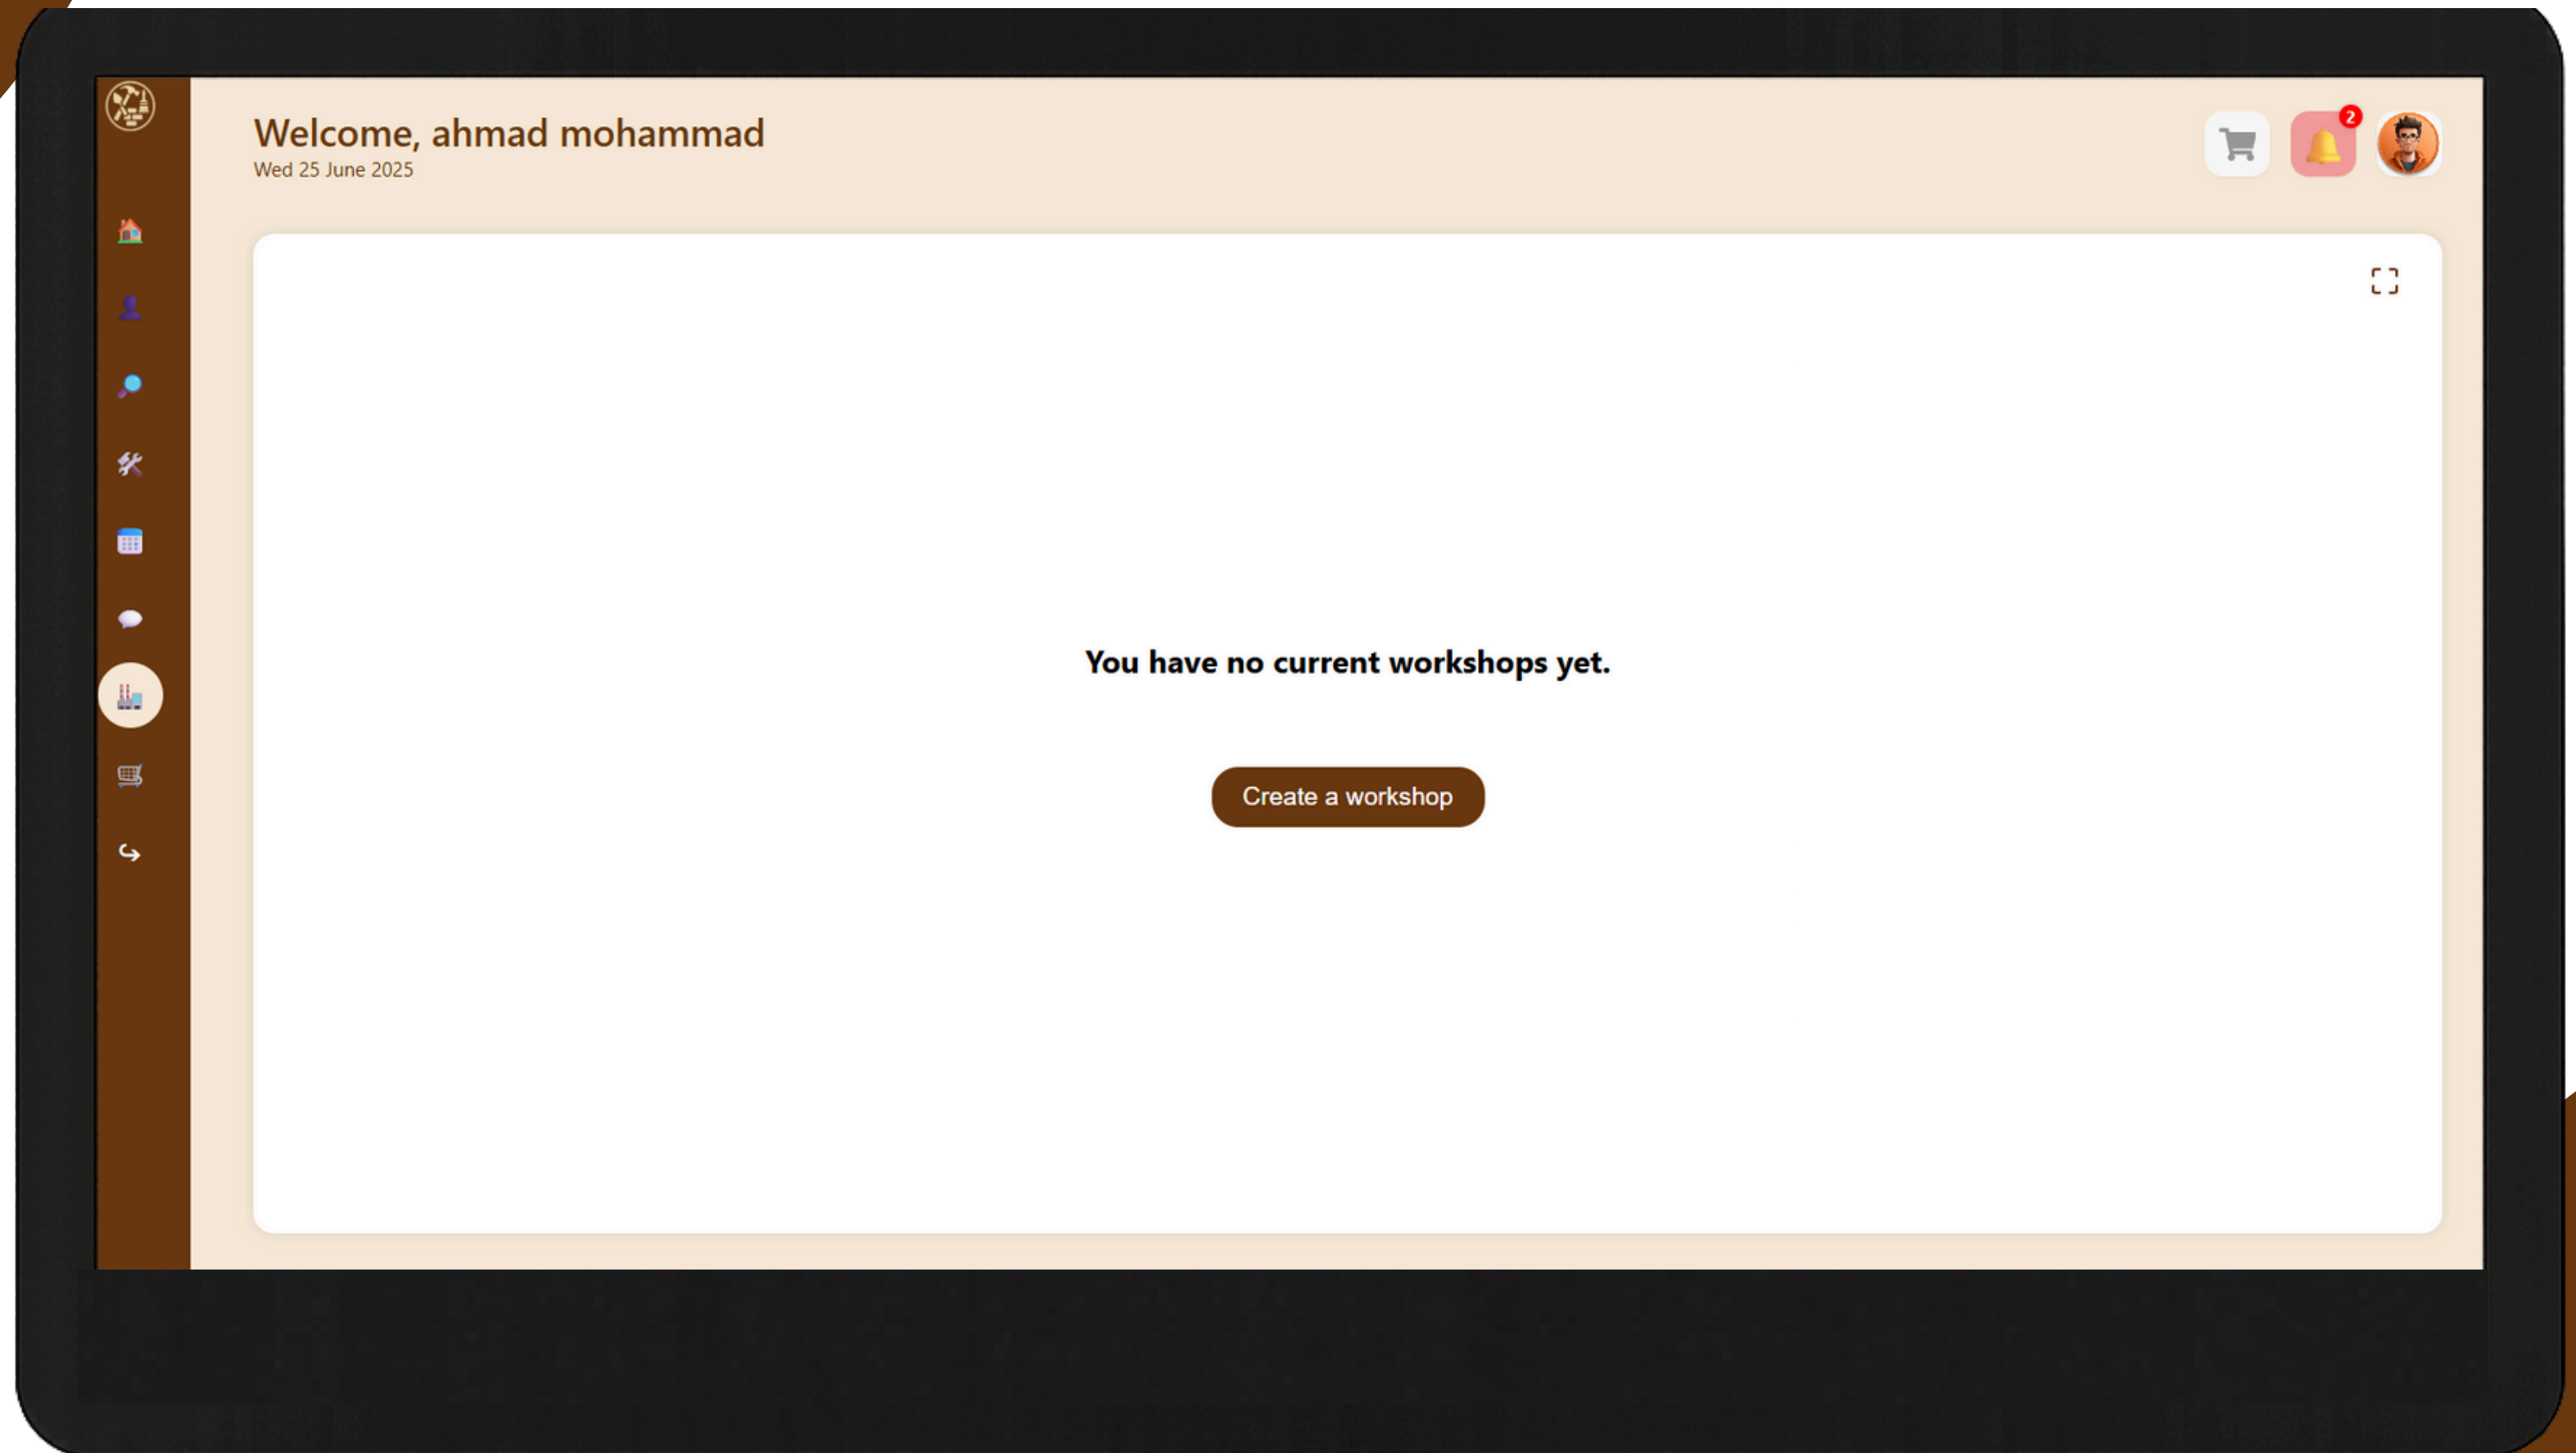 Welcome, ahmad mohammad
Wed 25 June 2025
2
You have no current workshops yet.
Create a workshop